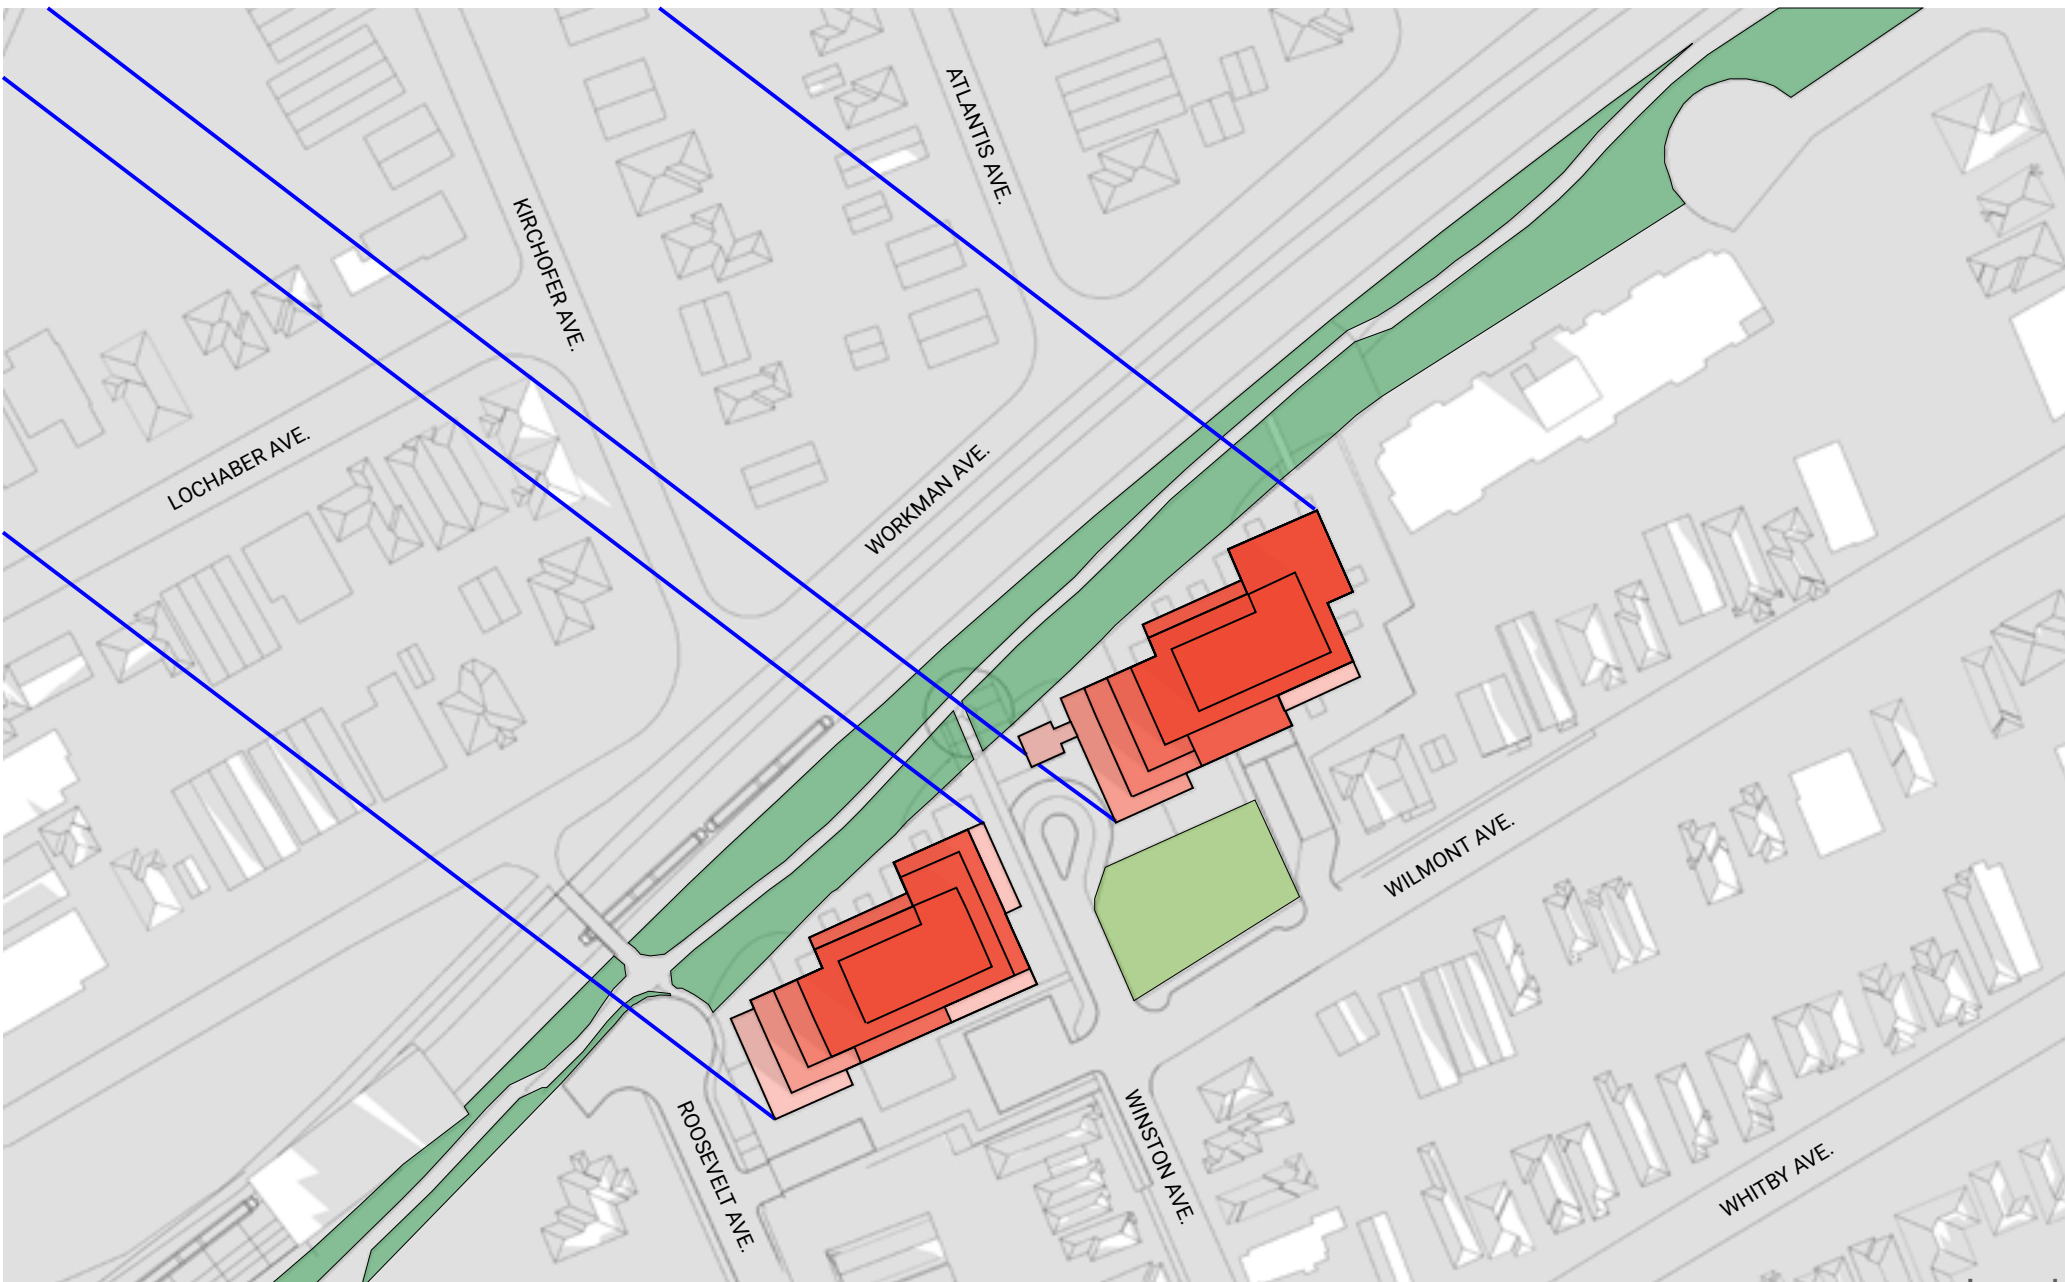 ATLANTIS AVE.
KIRCHOFER AVE.
LOCHABER AVE.
WORKMAN AVE.
WILMONT AVE.
ROOSEVELT AVE.
WINSTON AVE.
WHITBY AVE.